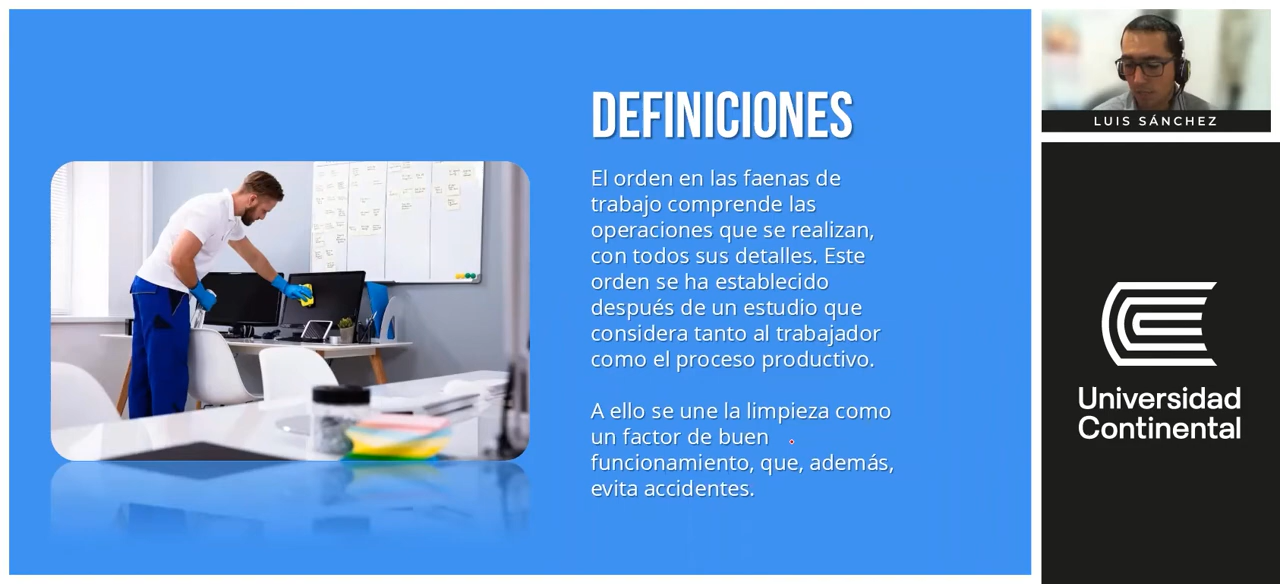 DEFINICIONES
El orden en las faenas de
trabajo comprende las
operaciones que se realizan,
con todos sus detalles. Este
orden se ha establecido
después de un estudio que
considera tanto al trabajador
como el proceso productivo.
A ello se une la limpieza como
un factor de buen
funcionamiento, que, además,
evita accidentes.
LUIS SÁNCHEZ
Universidad
Continental